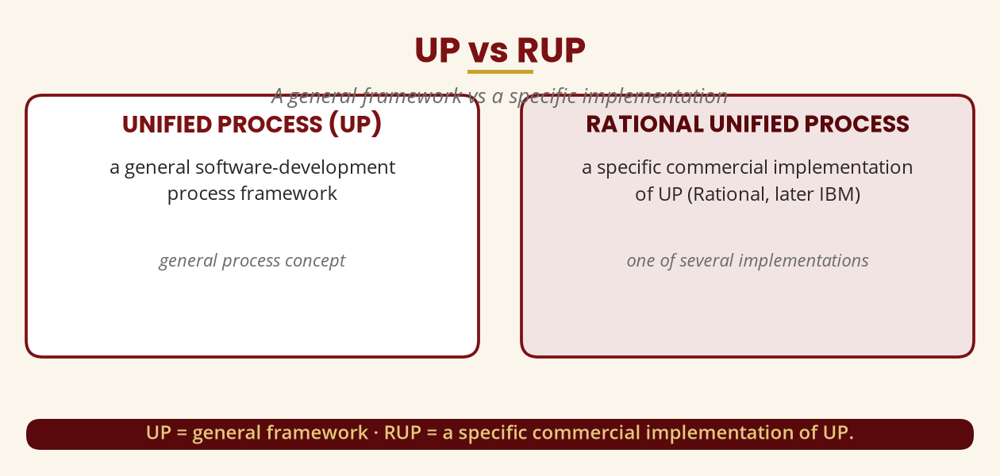 UP vs RUP
A general framework vs a specific implementation
UNIFIED PROCESS (UP)
a general software-development
process framework
general process concept
RATIONAL UNIFIED PROCESS
a specific commercial implementation
of UP (Rational, later IBM)
one of several implementations
UP = general framework · RUP = a specific commercial implementation of UP.